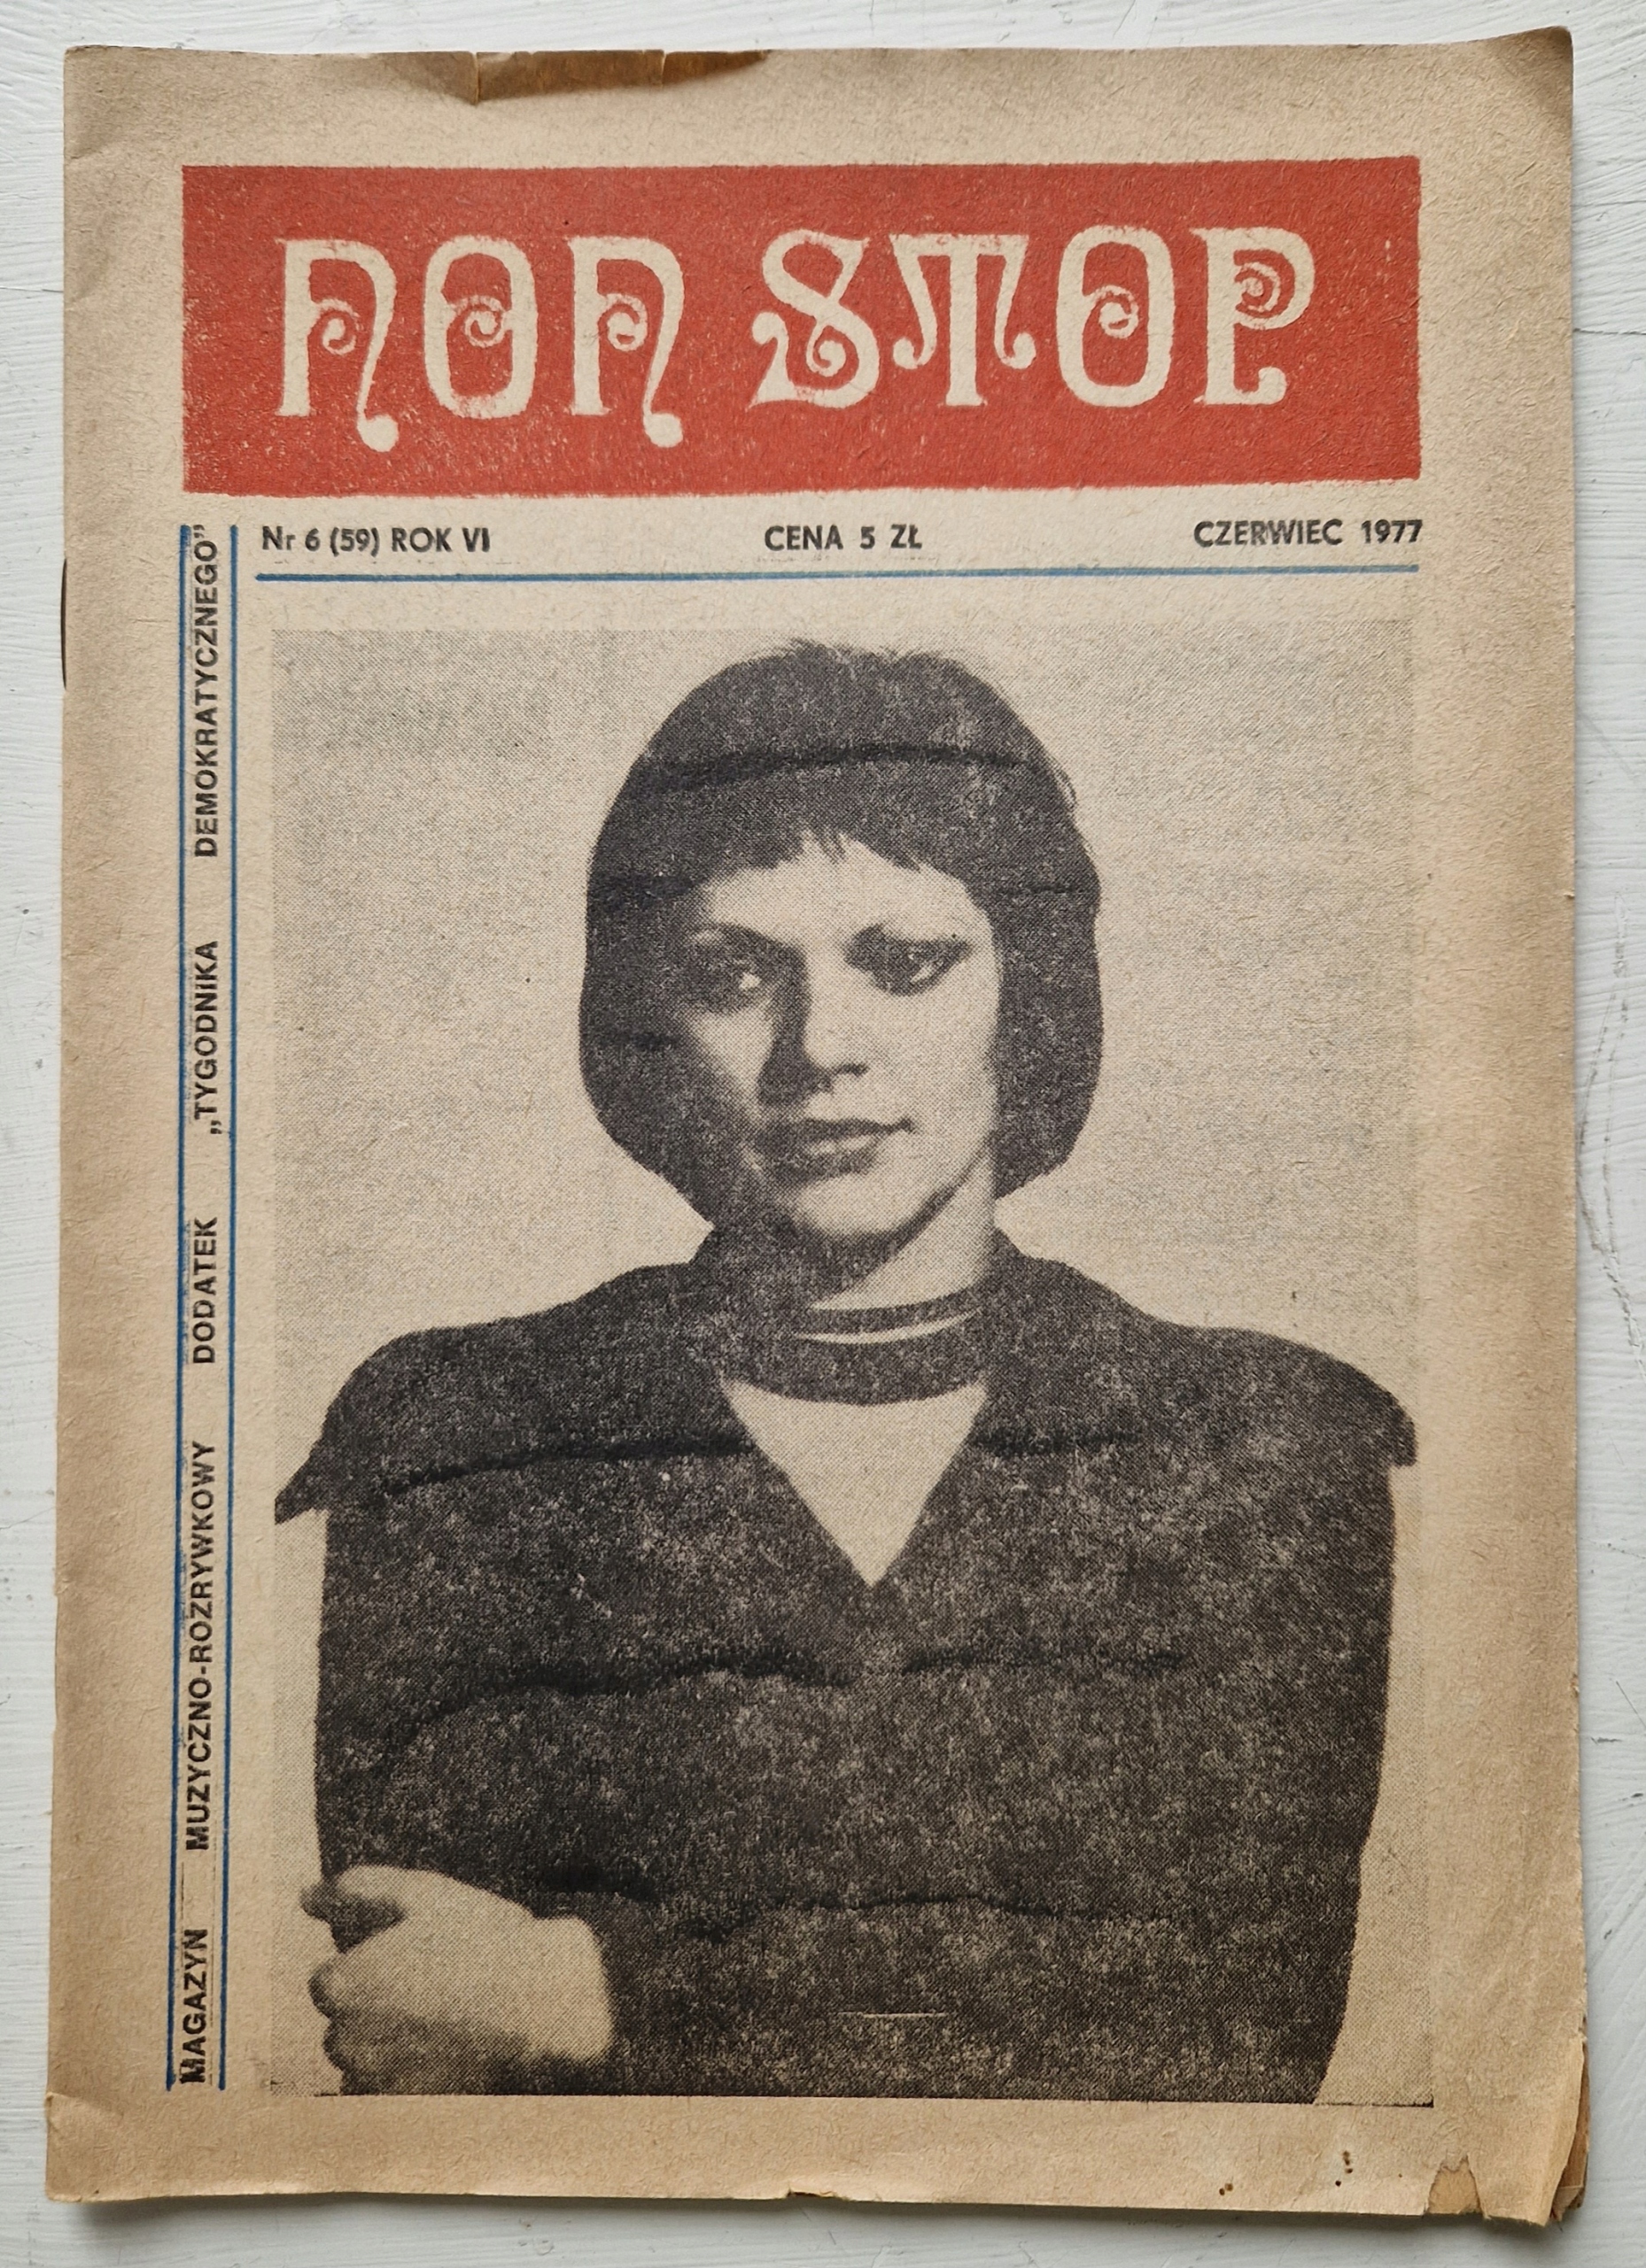 NON STOP
Nr 6 (59) ROK VI CENA 5 ZŁ CZERWIEC 1977
MAGAZYN MUZYCZNO-ROZRYWKOWY DODATEK „TYGODNIKA DEMOKRATYCZNEGO”